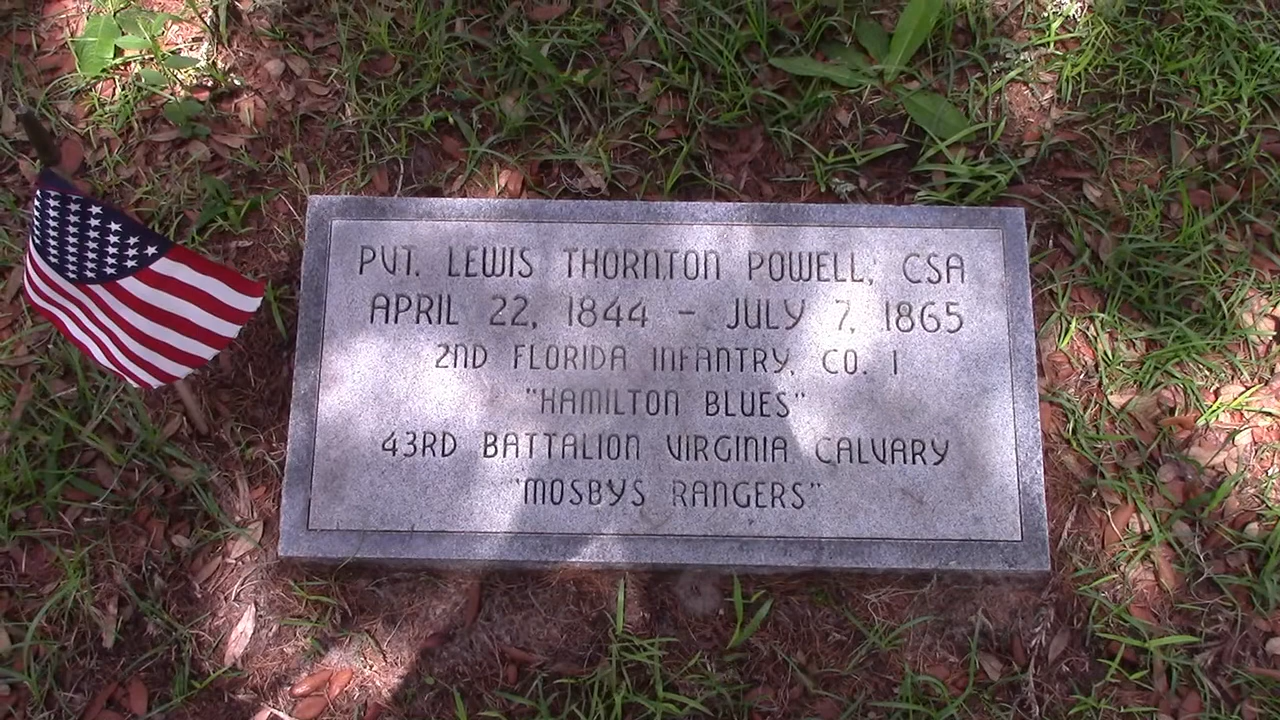 PVT. LEWIS THORNTON POWELL, CSA
APRIL 22, 1844 - JULY 7, 1865
2ND FLORIDA INFANTRY, CO. I
"HAMILTON BLUES"
43RD BATTALION VIRGINIA CALVARY
"MOSBYS RANGERS"